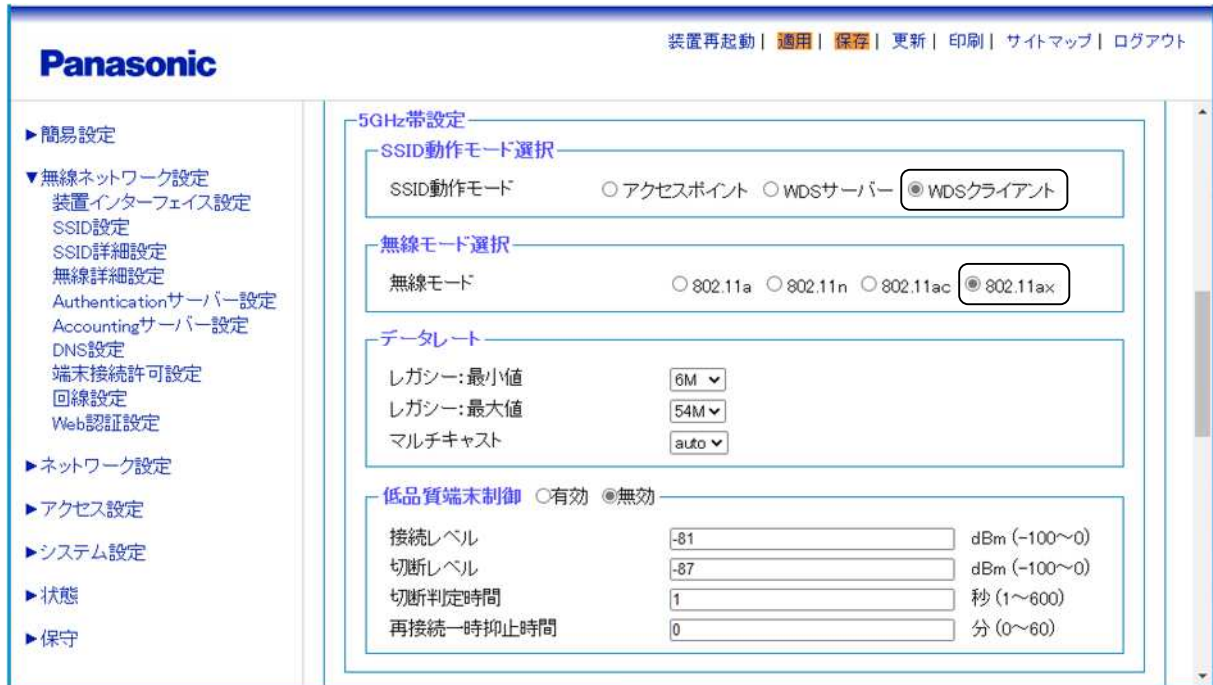 Panasonic
装置再起動 | 適用 | 保存 | 更新 | 印刷 | サイトマップ | ログアウト
▶簡易設定
▼無線ネットワーク設定
装置インターフェイス設定
SSID設定
SSID詳細設定
無線詳細設定
Authenticationサーバー設定
Accountingサーバー設定
DNS設定
端末接続許可設定
回線設定
Web認証設定
▶ネットワーク設定
▶アクセス設定
▶システム設定
▶状態
▶保守
5GHz帯設定
SSID動作モード選択
SSID動作モード ○アクセスポイント ○WDSサーバー ◉WDSクライアント
無線モード選択
無線モード ○802.11a ○802.11n ○802.11ac ◉802.11ax
データレート
レガシー:最小値 6M
レガシー:最大値 54M
マルチキャスト auto
低品質端末制御 ○有効 ◉無効
接続レベル -81 dBm (-100～0)
切断レベル -87 dBm (-100～0)
切断判定時間 1 秒 (1～600)
再接続一時抑止時間 0 分 (0～60)